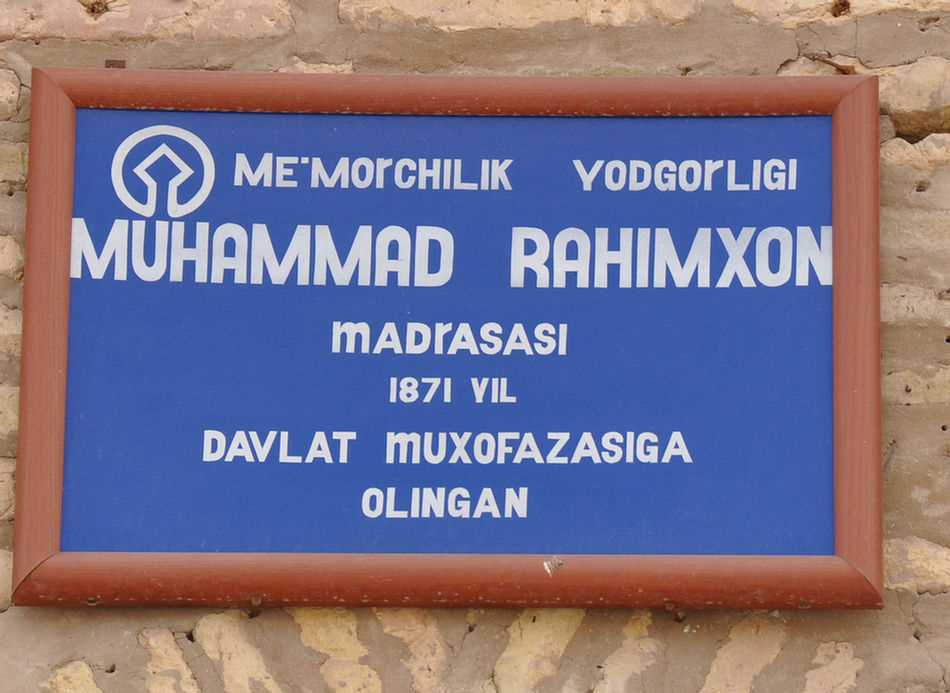 ME'MOrCHILIK YODGOrLIGI
MUHAMMAD RAHIMXON
mADrASASI
1871 YIL
DAVLAT mUXOFAZASIGA
OLINGAN